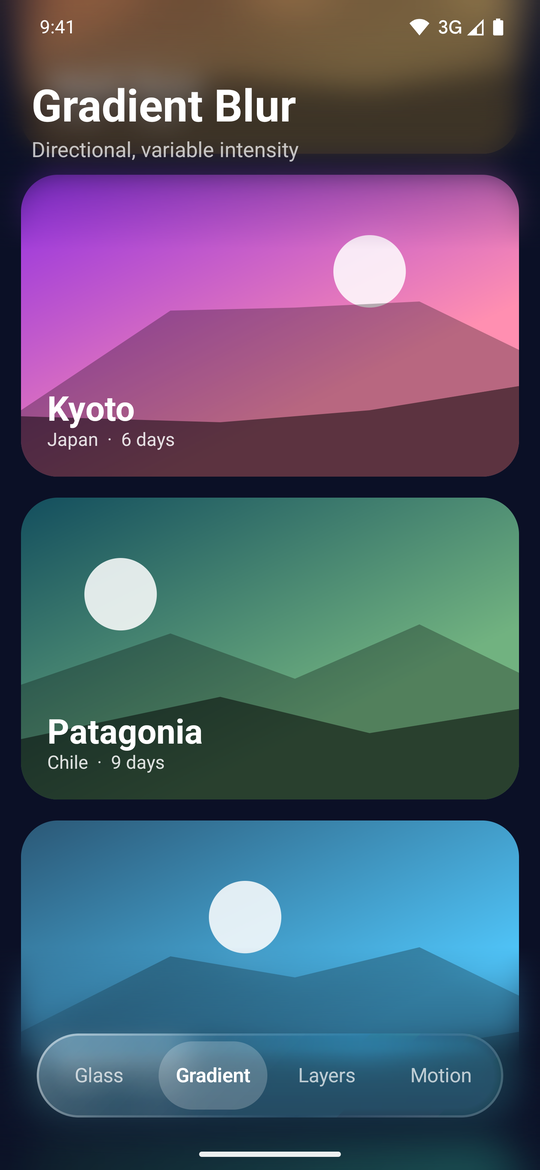 9:41
3G
Gradient Blur
Directional, variable intensity
Kyoto
Japan · 6 days
Patagonia
Chile · 9 days
Glass
Gradient
Layers
Motion